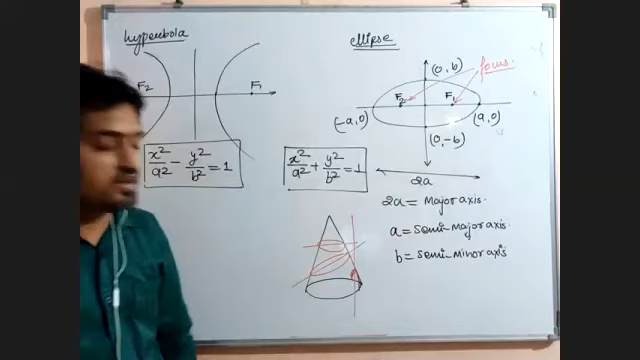 hyperbola
F2
F1
x²/a² - y²/b² = 1
ellipse
(0, b)
focus.
F2
F1
(-a, 0)
(a, 0)
(0, -b)
2a
x²/a² + y²/b² = 1
2a = Major axis.
a = Semi-major axis.
b = Semi-minor axis